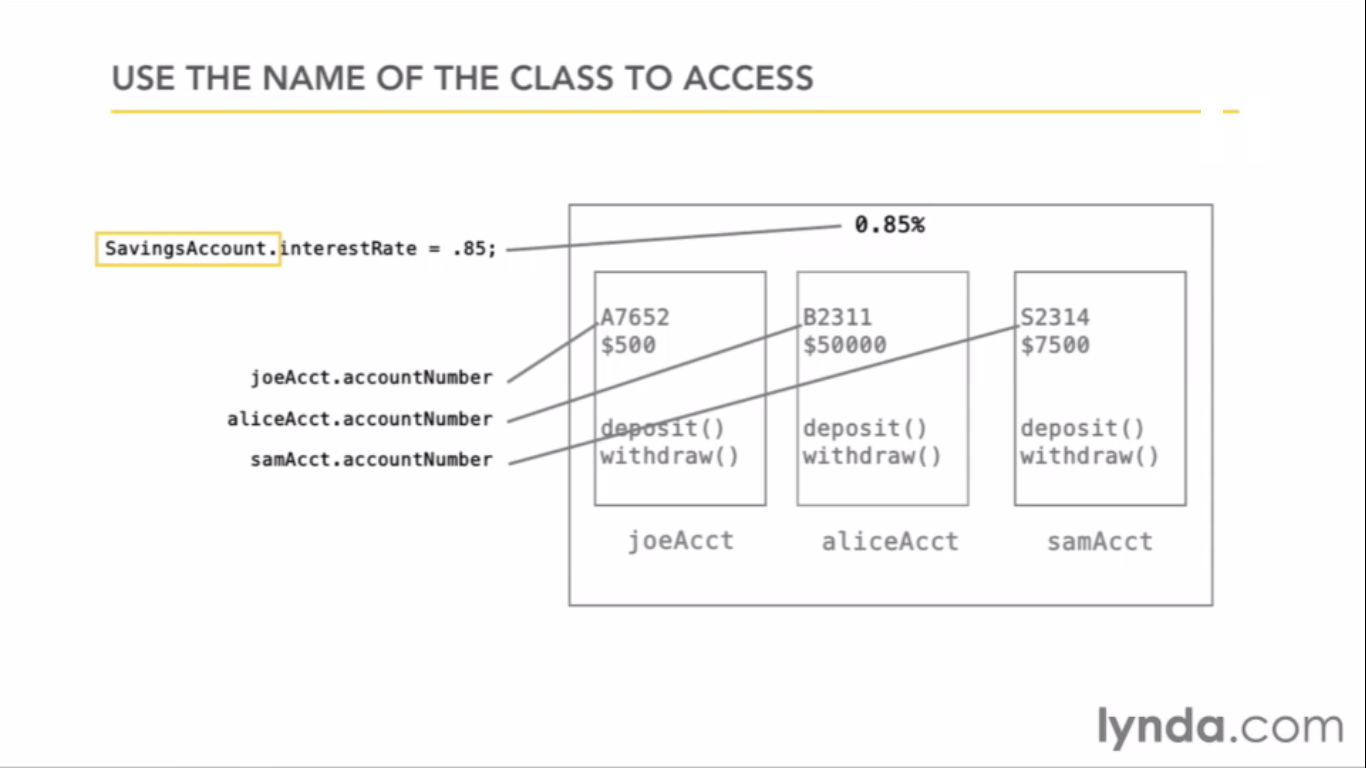 USE THE NAME OF THE CLASS TO ACCESS
SavingsAccount.interestRate = .85;
0.85%
joeAcct.accountNumber
aliceAcct.accountNumber
samAcct.accountNumber
A7652
$500
deposit()
withdraw()
joeAcct
B2311
$50000
deposit()
withdraw()
aliceAcct
S2314
$7500
deposit()
withdraw()
samAcct
lynda.com